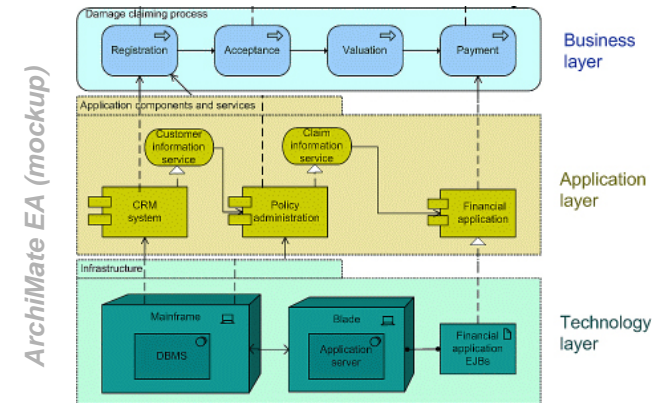 ArchiMate EA (mockup)
Damage claiming process
Registration
Acceptance
Valuation
Payment
Business
layer
Application components and services
Customer
information
service
Claim
information
service
CRM
system
Policy
administration
Financial
application
Application
layer
Infrastructure
Mainframe
DBMS
Blade
Application
server
Financial
application
EJBs
Technology
layer